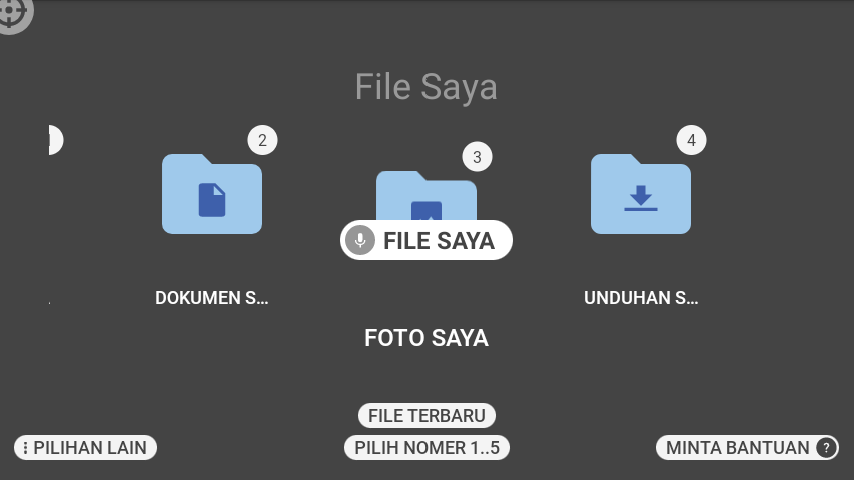 File Saya
2
3
4
FILE SAYA
DOKUMEN S...
UNDUHAN S...
FOTO SAYA
FILE TERBARU
PILIHAN LAIN
PILIH NOMER 1..5
MINTA BANTUAN ?